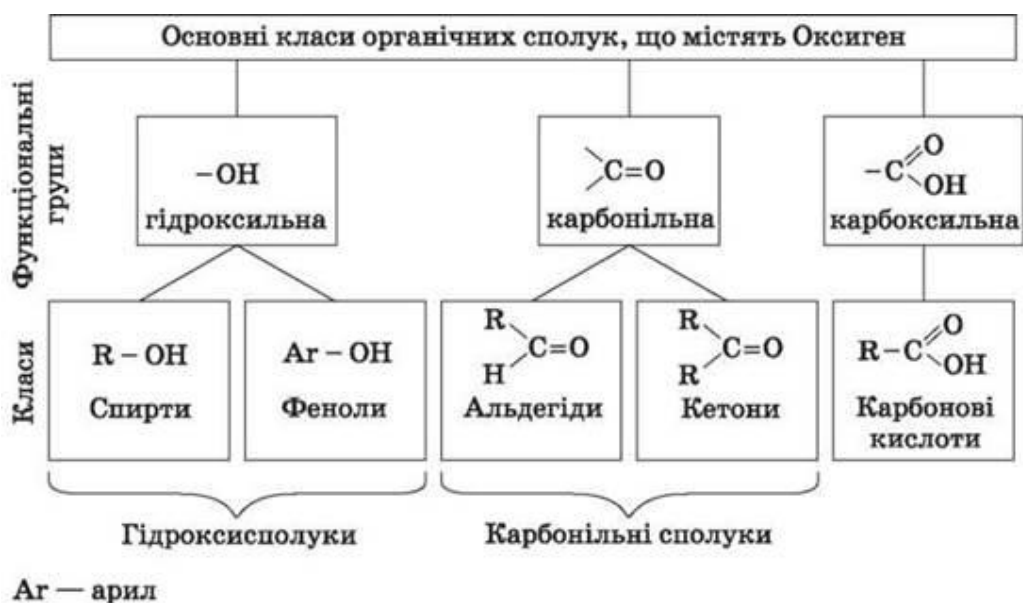 Основні класи органічних сполук, що містять Оксиген
Функціональні
групи
–OH
гідроксильна
C=O
карбонільна
–C
O
OH
карбоксильна
Класи
R–OH
Спирти
Ar–OH
Феноли
R
C=O
H
Альдегіди
R
C=O
R
Кетони
R–C
O
OH
Карбонові
кислоти
Гідроксисполуки
Карбонільні сполуки
Ar — арил